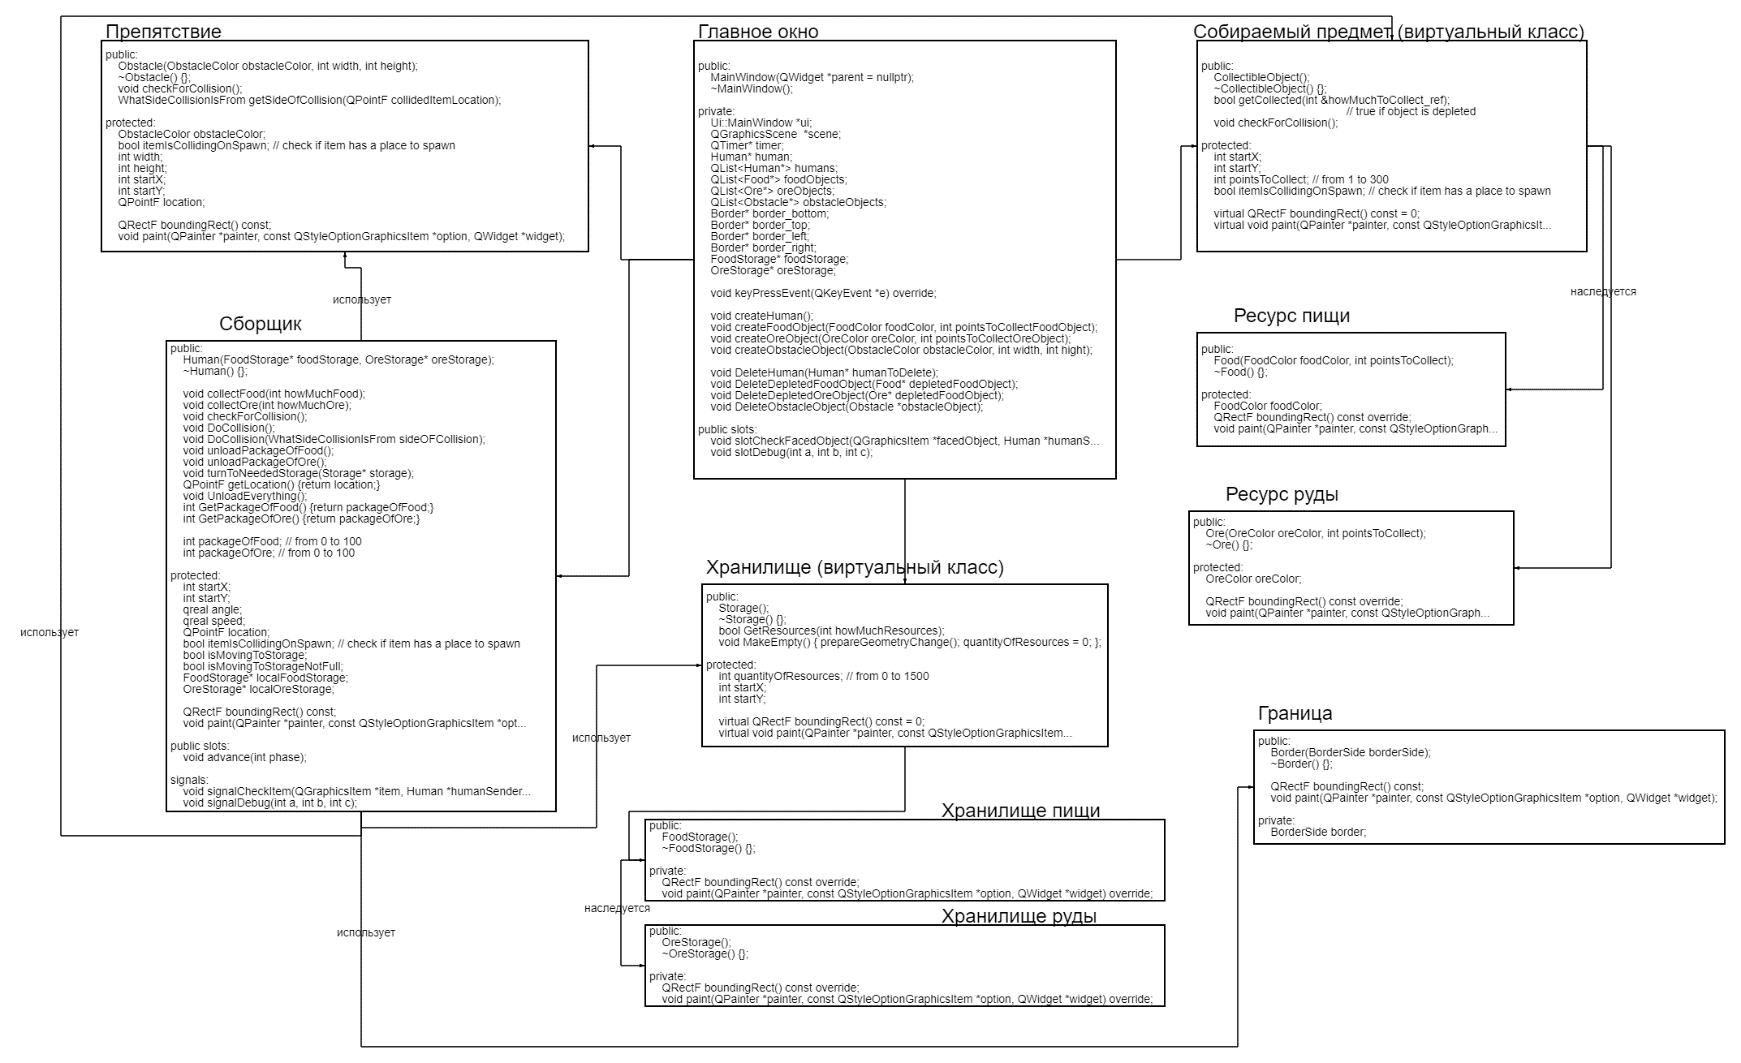 Препятствие
public:
Obstacle(ObstacleColor obstacleColor, int width, int height);
~Obstacle() {};
void checkForCollision();
WhatSideCollisionIsFrom getSideOfCollision(QPointF collidedItemLocation);
protected:
ObstacleColor obstacleColor;
bool itemIsCollidingOnSpawn; // check if item has a place to spawn
int width;
int height;
int startX;
int startY;
QPointF location;
QRectF boundingRect() const;
void paint(QPainter *painter, const QStyleOptionGraphicsItem *option, QWidget *widget);
использует
Сборщик
public:
Human(FoodStorage* foodStorage, OreStorage* oreStorage);
~Human() {};
void collectFood(int howMuchFood);
void collectOre(int howMuchOre);
void checkForCollision();
void DoCollision();
void DoCollision(WhatSideCollisionIsFrom sideOFCollision);
void unloadPackageOfFood();
void unloadPackageOfOre();
void turnToNeededStorage(Storage* storage);
QPointF getLocation() {return location;}
void UnloadEverything();
int GetPackageOfFood() {return packageOfFood;}
int GetPackageOfOre() {return packageOfOre;}
int packageOfFood; // from 0 to 100
int packageOfOre; // from 0 to 100
protected:
int startX;
int startY;
qreal angle;
qreal speed;
QPointF location;
bool itemIsCollidingOnSpawn; // check if item has a place to spawn
bool isMovingToStorage;
bool isMovingToStorageNotFull;
FoodStorage* localFoodStorage;
OreStorage* localOreStorage;
QRectF boundingRect() const;
void paint(QPainter *painter, const QStyleOptionGraphicsItem *opt...
public slots:
void advance(int phase);
signals:
void signalCheckItem(QGraphicsItem *item, Human *humanSender...
void signalDebug(int a, int b, int c);
использует
использует
использует
Главное окно
public:
MainWindow(QWidget *parent = nullptr);
~MainWindow();
private:
Ui::MainWindow *ui;
QGraphicsScene *scene;
QTimer* timer;
Human* human;
QList<Human*> humans;
QList<Food*> foodObjects;
QList<Ore*> oreObjects;
QList<Obstacle*> obstacleObjects;
Border* border_bottom;
Border* border_top;
Border* border_left;
Border* border_right;
FoodStorage* foodStorage;
OreStorage* oreStorage;
void keyPressEvent(QKeyEvent *e) override;
void createHuman();
void createFoodObject(FoodColor foodColor, int pointsToCollectFoodObject);
void createOreObject(OreColor oreColor, int pointsToCollectOreObject);
void createObstacleObject(ObstacleColor obstacleColor, int width, int hight);
void DeleteHuman(Human* humanToDelete);
void DeleteDepletedFoodObject(Food* depletedFoodObject);
void DeleteDepletedOreObject(Ore* depletedFoodObject);
void DeleteObstacleObject(Obstacle *obstacleObject);
public slots:
void slotCheckFacedObject(QGraphicsItem *facedObject, Human *humanS...
void slotDebug(int a, int b, int c);
Хранилище (виртуальный класс)
public:
Storage();
~Storage() {};
bool GetResources(int howMuchResources);
void MakeEmpty() { prepareGeometryChange(); quantityOfResources = 0; };
protected:
int quantityOfResources; // from 0 to 1500
int startX;
int startY;
virtual QRectF boundingRect() const = 0;
virtual void paint(QPainter *painter, const QStyleOptionGraphicsItem...
Хранилище пищи
public:
FoodStorage();
~FoodStorage() {};
private:
QRectF boundingRect() const override;
void paint(QPainter *painter, const QStyleOptionGraphicsItem *option, QWidget *widget) override;
наследуется
Хранилище руды
public:
OreStorage();
~OreStorage() {};
private:
QRectF boundingRect() const override;
void paint(QPainter *painter, const QStyleOptionGraphicsItem *option, QWidget *widget) override;
Собираемый предмет (виртуальный класс)
public:
CollectibleObject();
~CollectibleObject() {};
bool getCollected(int &howMuchToCollect_ref);
// true if object is depleted
void checkForCollision();
protected:
int startX;
int startY;
int pointsToCollect; // from 1 to 300
bool itemIsCollidingOnSpawn; // check if item has a place to spawn
virtual QRectF boundingRect() const = 0;
virtual void paint(QPainter *painter, const QStyleOptionGraphicsIt...
наследуется
Ресурс пищи
public:
Food(FoodColor foodColor, int pointsToCollect);
~Food() {};
protected:
FoodColor foodColor;
QRectF boundingRect() const override;
void paint(QPainter *painter, const QStyleOptionGraph...
Ресурс руды
public:
Ore(OreColor oreColor, int pointsToCollect);
~Ore() {};
protected:
OreColor oreColor;
QRectF boundingRect() const override;
void paint(QPainter *painter, const QStyleOptionGraph...
Граница
public:
Border(BorderSide borderSide);
~Border() {};
QRectF boundingRect() const;
void paint(QPainter *painter, const QStyleOptionGraphicsItem *option, QWidget *widget);
private:
BorderSide border;